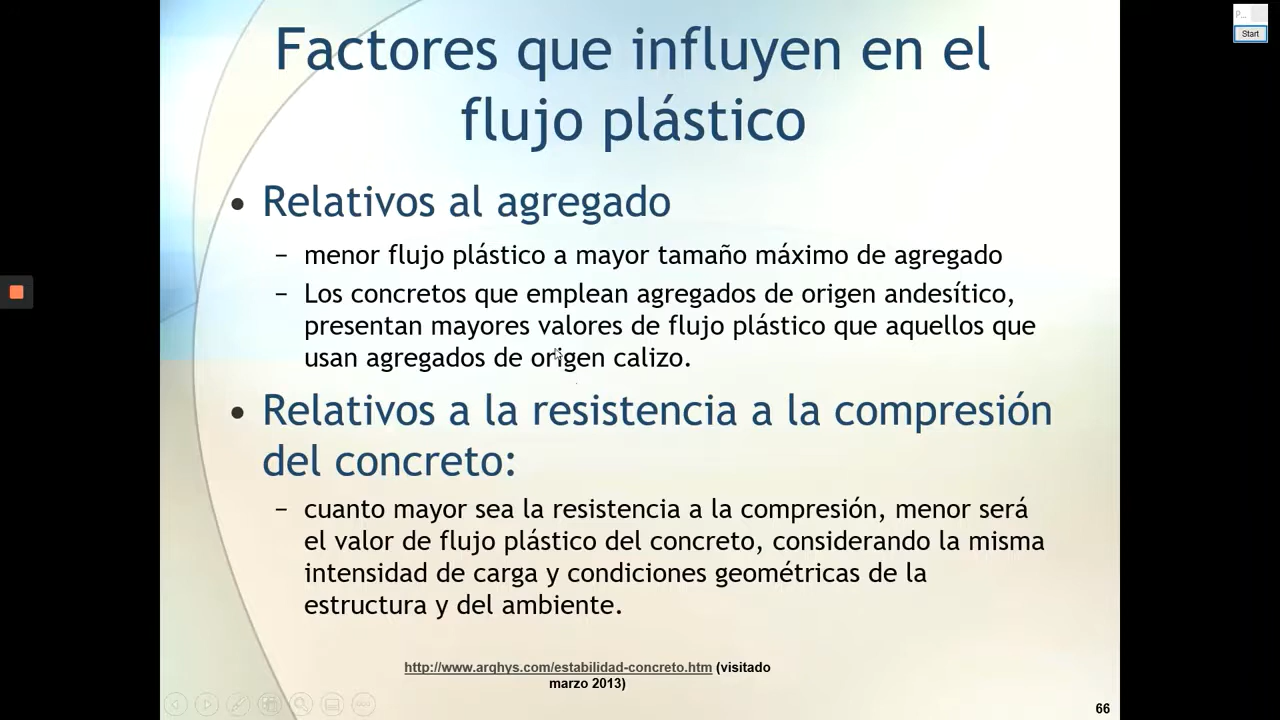 Factores que influyen en el
flujo plástico
• Relativos al agregado
– menor flujo plástico a mayor tamaño máximo de agregado
– Los concretos que emplean agregados de origen andesítico,
presentan mayores valores de flujo plástico que aquellos que
usan agregados de origen calizo.
• Relativos a la resistencia a la compresión
del concreto:
– cuanto mayor sea la resistencia a la compresión, menor será
el valor de flujo plástico del concreto, considerando la misma
intensidad de carga y condiciones geométricas de la
estructura y del ambiente.
http://www.arqhys.com/estabilidad-concreto.htm (visitado
marzo 2013)
66
P...
Start